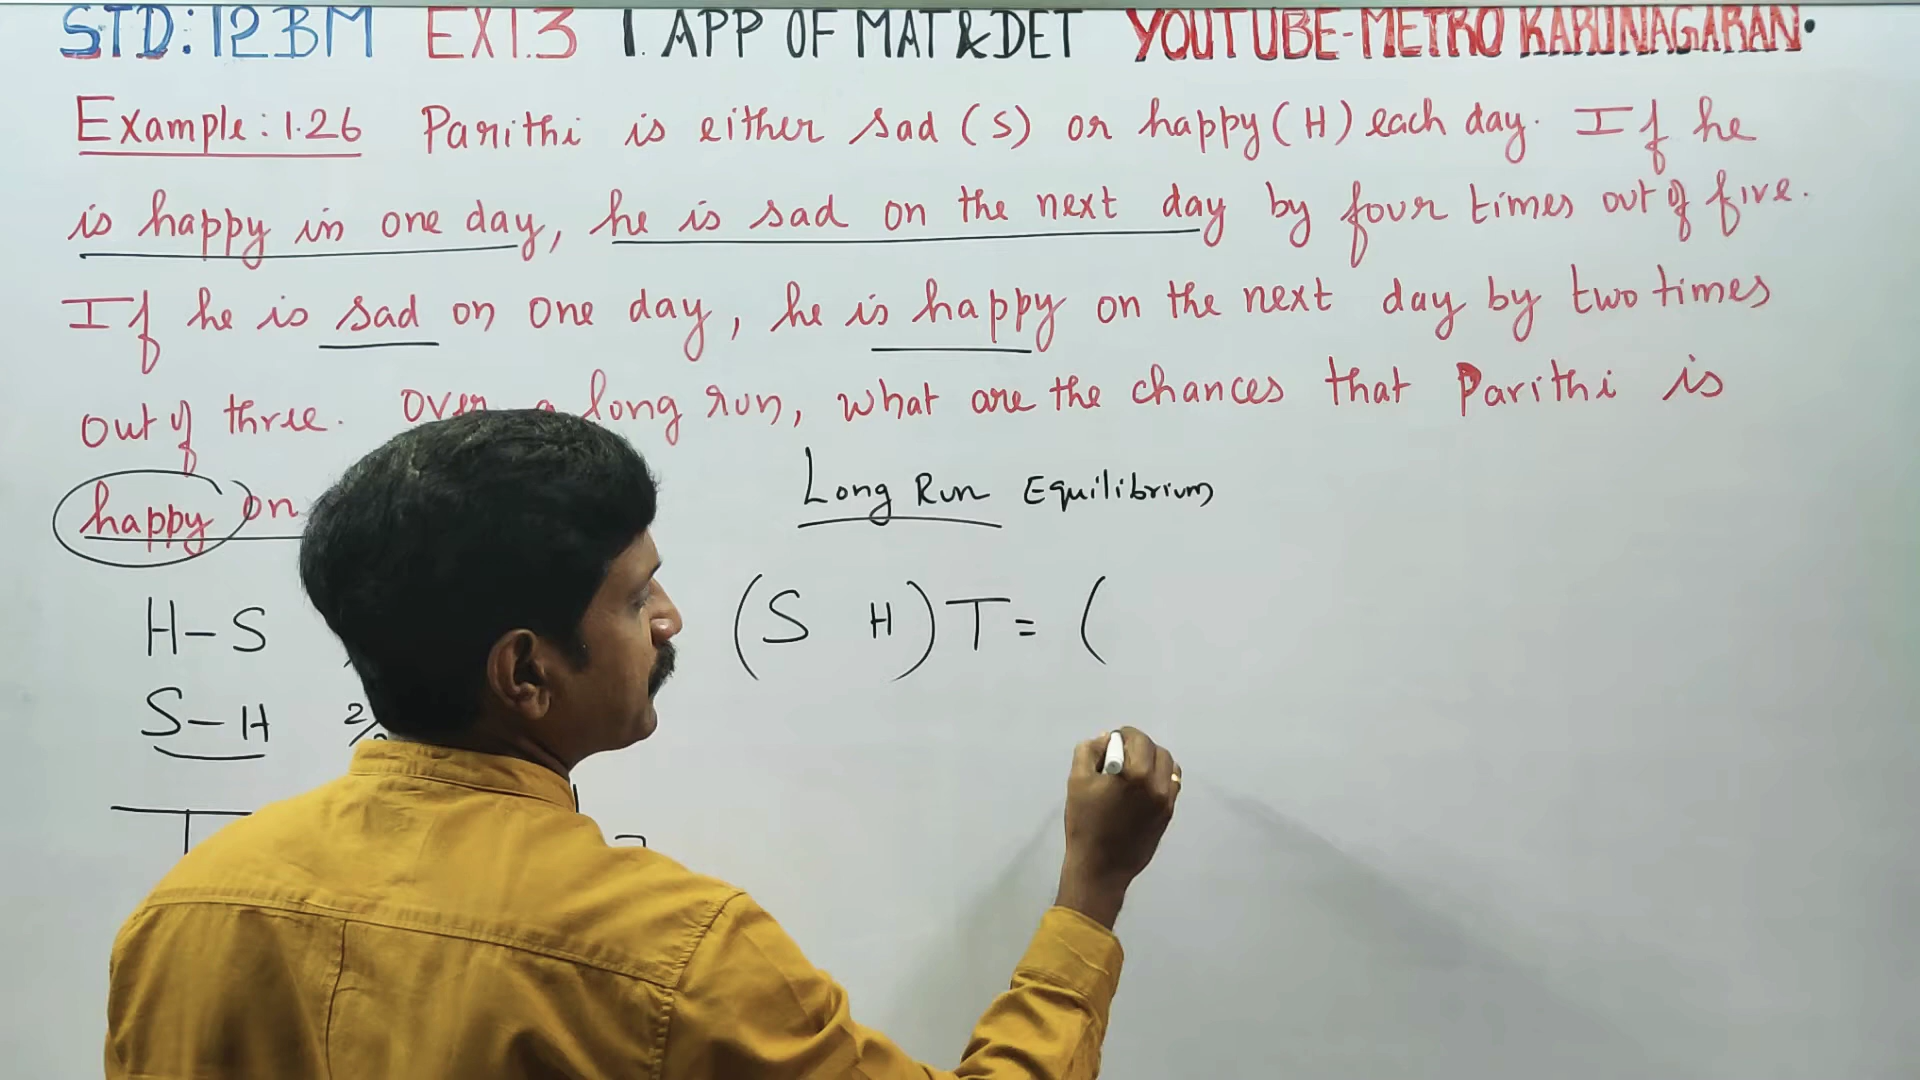 STD:12BM EX1.3 1. APP OF MAT&DET YOUTUBE-METRO KARUNAGARAN.
Example: 1.26 Parithi is either sad (S) or happy (H) each day. If he
is happy in one day, he is sad on the next day by four times out of five.
If he is sad on one day, he is happy on the next day by two times
out of three. Over a long run, what are the chances that Parithi is
happy on
Long Run Equilibrium
H-S
(S H) T = (
S-H 2/
T